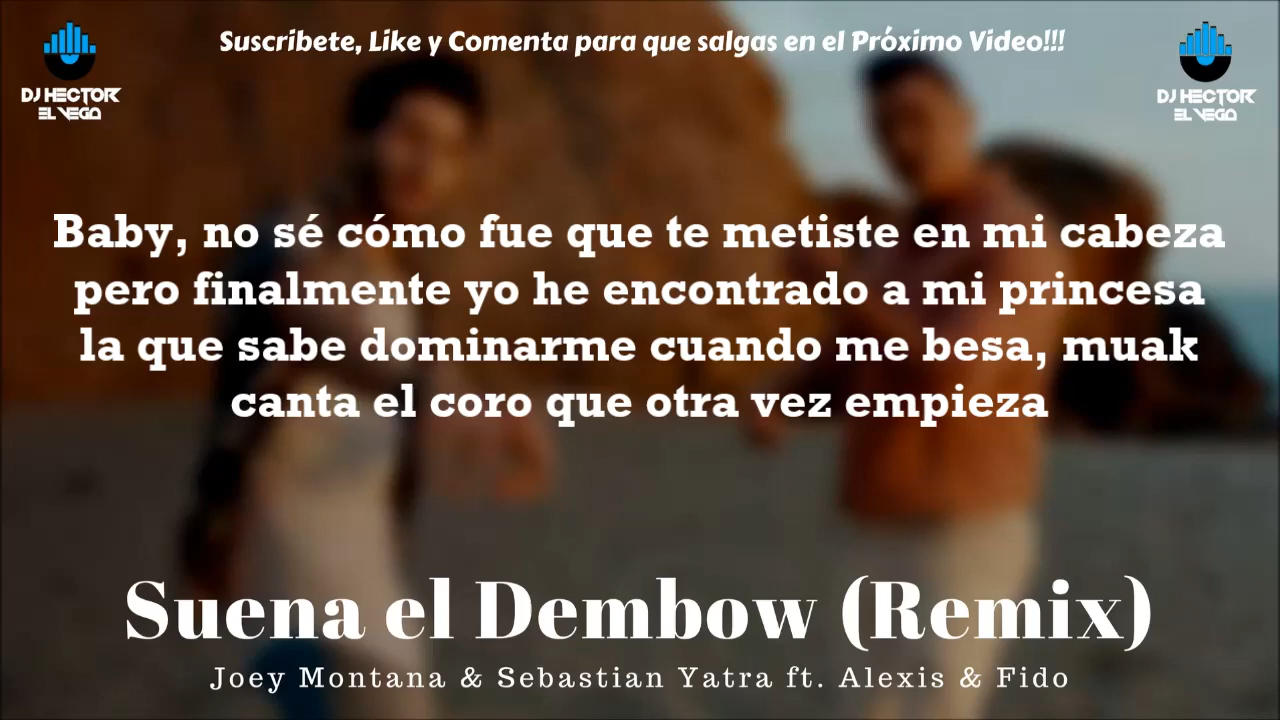 Suscribete, Like y Comenta para que salgas en el Próximo Video!!!
DJ HECTOR
EL VEGA
DJ HECTOR
EL VEGA
Baby, no sé cómo fue que te metiste en mi cabeza
pero finalmente yo he encontrado a mi princesa
la que sabe dominarme cuando me besa, muak
canta el coro que otra vez empieza
Suena el Dembow (Remix)
Joey Montana & Sebastian Yatra ft. Alexis & Fido